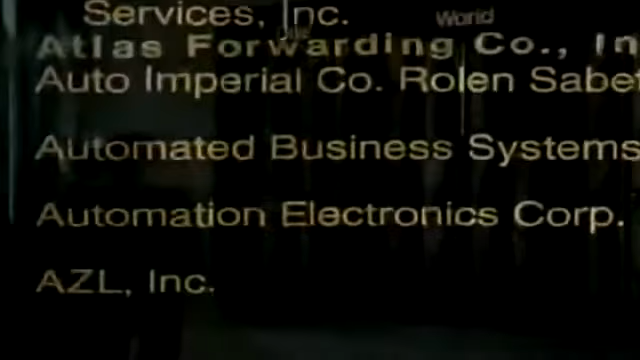 Services, Inc.
World
Atlas Forwarding Co., In
Auto Imperial Co. Rolen Sabe
Automated Business Systems
Automation Electronics Corp.
AZL, Inc.